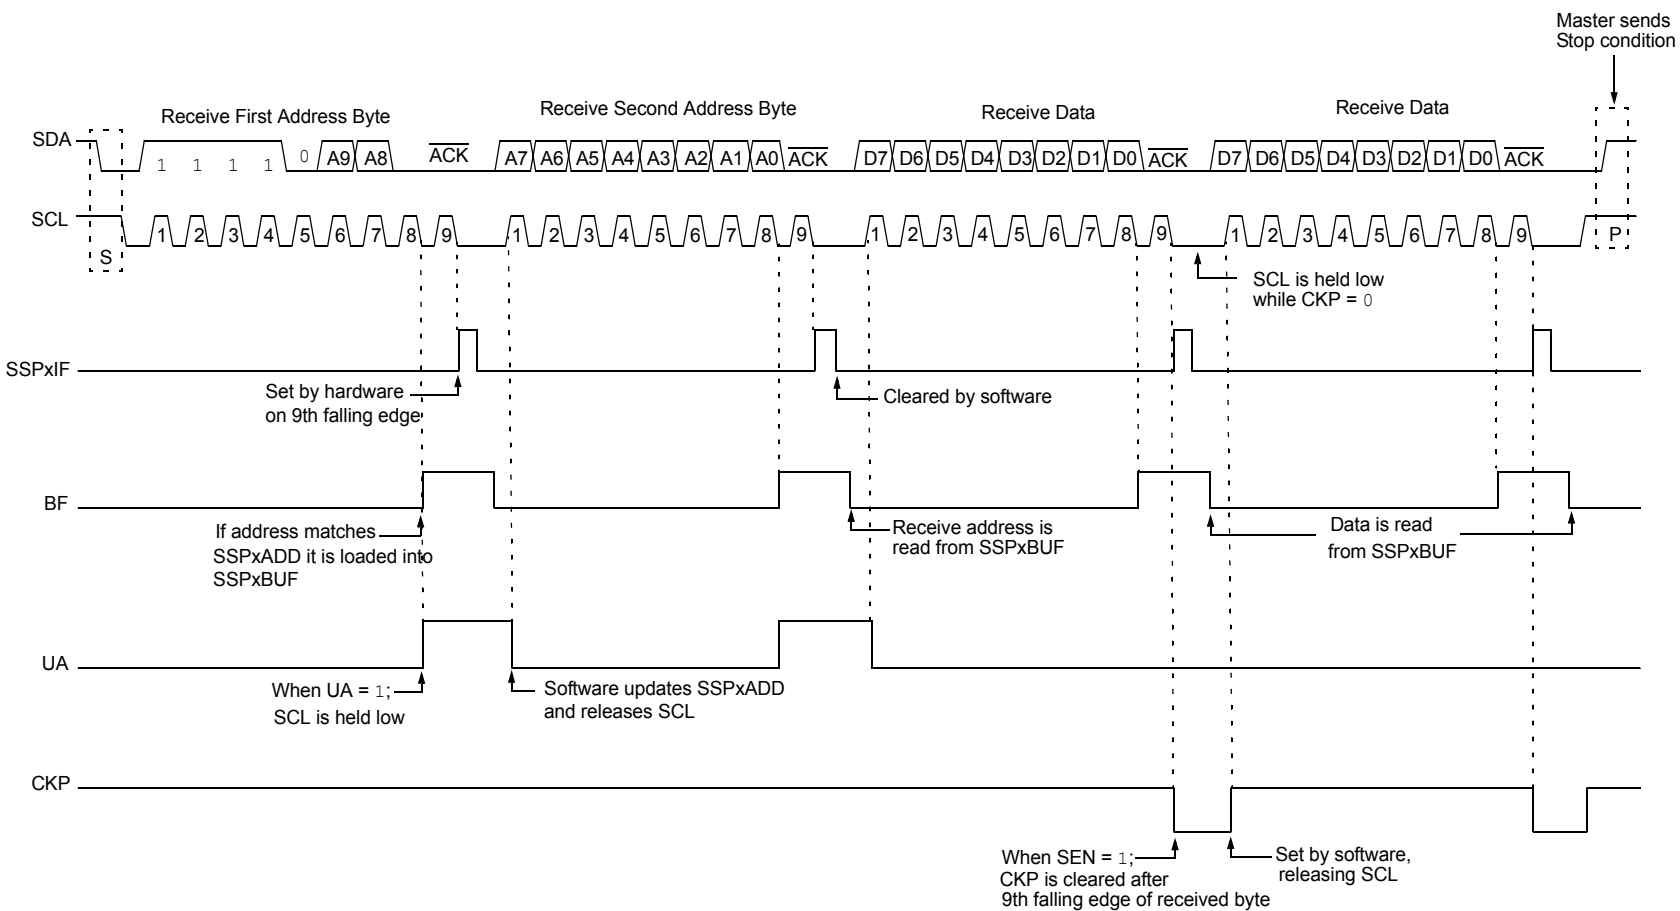 Master sends
Stop condition
Receive First Address Byte
Receive Second Address Byte
Receive Data
Receive Data
SDA
1 1 1 1 0 A9 A8 ACK A7 A6 A5 A4 A3 A2 A1 A0 ACK D7 D6 D5 D4 D3 D2 D1 D0 ACK D7 D6 D5 D4 D3 D2 D1 D0 ACK
SCL
S 1 2 3 4 5 6 7 8 9 1 2 3 4 5 6 7 8 9 1 2 3 4 5 6 7 8 9 1 2 3 4 5 6 7 8 9 P
SCL is held low
while CKP = 0
SSPxIF
Set by hardware
on 9th falling edge
Cleared by software
BF
If address matches
SSPxADD it is loaded into
SSPxBUF
Receive address is
read from SSPxBUF
Data is read
from SSPxBUF
UA
When UA = 1;
SCL is held low
Software updates SSPxADD
and releases SCL
CKP
When SEN = 1;
CKP is cleared after
9th falling edge of received byte
Set by software,
releasing SCL